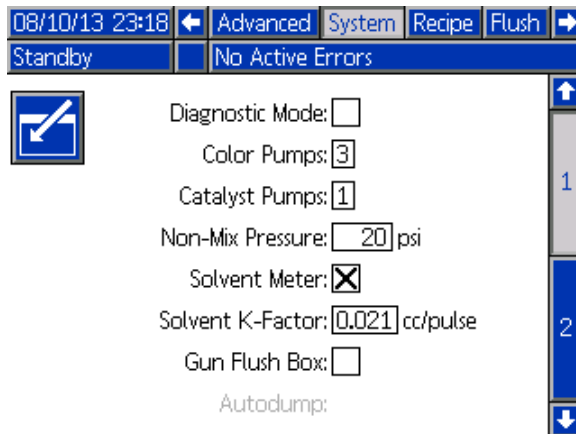 08/10/13 23:18 Advanced System Recipe Flush
Standby No Active Errors
Diagnostic Mode:
Color Pumps: 3
1
Catalyst Pumps: 1
Non-Mix Pressure: 20 psi
Solvent Meter:
Solvent K-Factor: 0.021 cc/pulse
2
Gun Flush Box:
Autodump: